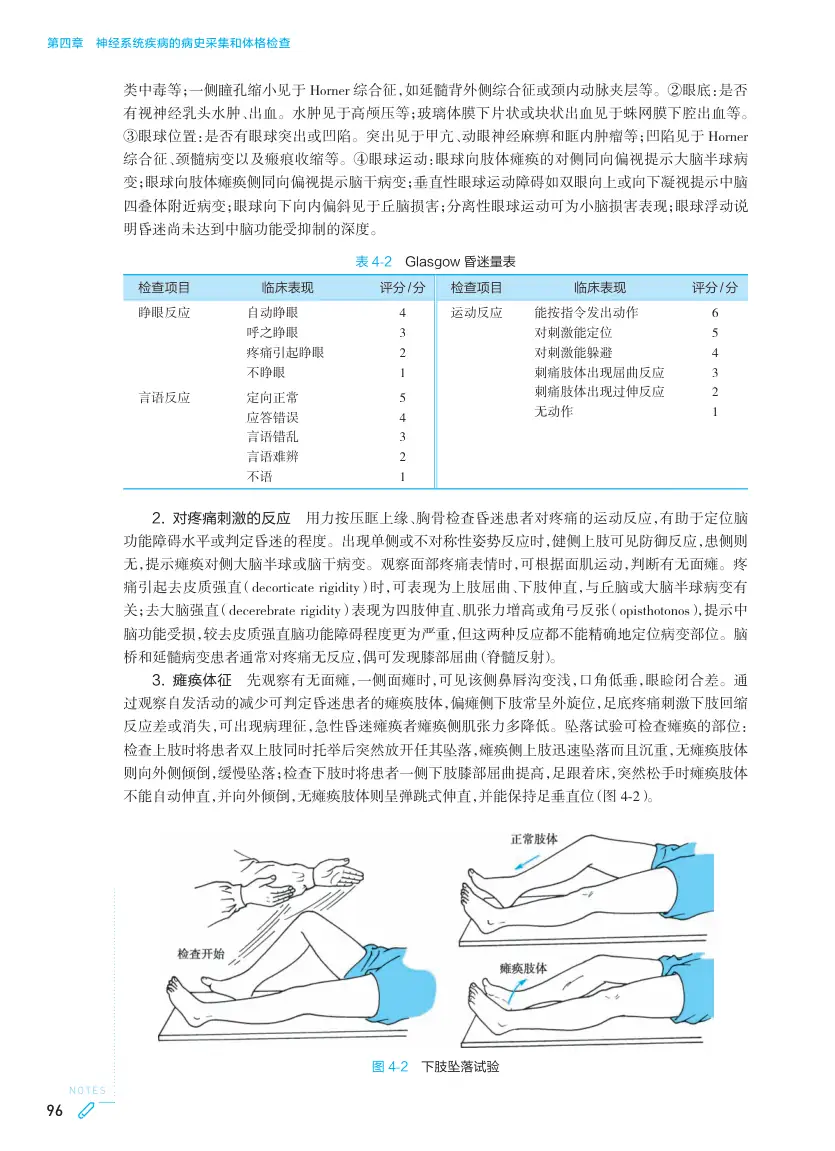 第四章 神经系统疾病的病史采集和体格检查
类中毒等；一侧瞳孔缩小见于 Horner 综合征，如延髓背外侧综合征或颈内动脉夹层等。②眼底：是否
有视神经乳头水肿、出血。水肿见于高颅压等；玻璃体膜下片状或块状出血见于蛛网膜下腔出血等。
③眼球位置：是否有眼球突出或凹陷。突出见于甲亢、动眼神经麻痹和眶内肿瘤等；凹陷见于 Horner
综合征、颈髓病变以及瘢痕收缩等。④眼球运动：眼球向肢体瘫痪的对侧同向偏视提示大脑半球病
变；眼球向肢体瘫痪侧同向偏视提示脑干病变；垂直性眼球运动障碍如双眼向上或向下凝视提示中脑
四叠体附近病变；眼球向下向内偏斜见于丘脑损害；分离性眼球运动可为小脑损害表现；眼球浮动说
明昏迷尚未达到中脑功能受抑制的深度。
表 4-2 Glasgow 昏迷量表
检查项目 临床表现 评分/分 检查项目 临床表现 评分/分
睁眼反应 自动睁眼 4 运动反应 能按指令发出动作 6
呼之睁眼 3 对刺激能定位 5
疼痛引起睁眼 2 对刺激能躲避 4
不睁眼 1 刺痛肢体出现屈曲反应 3
言语反应 定向正常 5 刺痛肢体出现过伸反应 2
应答错误 4 无动作 1
言语错乱 3
言语难辨 2
不语 1
2. 对疼痛刺激的反应 用力按压眶上缘、胸骨检查昏迷患者对疼痛的运动反应，有助于定位脑
功能障碍水平或判定昏迷的程度。出现单侧或不对称性姿势反应时，健侧上肢可见防御反应，患侧则
无，提示瘫痪对侧大脑半球或脑干病变。观察面部疼痛表情时，可根据面肌运动，判断有无面瘫。疼
痛引起去皮质强直（decorticate rigidity）时，可表现为上肢屈曲、下肢伸直，与丘脑或大脑半球病变有
关；去大脑强直（decerebrate rigidity）表现为四肢伸直、肌张力增高或角弓反张（opisthotonos），提示中
脑功能受损，较去皮质强直脑功能障碍程度更为严重，但这两种反应都不能精确地定位病变部位。脑
桥和延髓病变患者通常对疼痛无反应，偶可发现膝部屈曲（脊髓反射）。
3. 瘫痪体征 先观察有无面瘫，一侧面瘫时，可见该侧鼻唇沟变浅，口角低垂，眼睑闭合差。通
过观察自发活动的减少可判定昏迷患者的瘫痪肢体，偏瘫侧下肢常呈外旋位，足底疼痛刺激下肢回缩
反应差或消失，可出现病理征，急性昏迷瘫痪者瘫痪侧肌张力多降低。坠落试验可检查瘫痪的部位：
检查上肢时将患者双上肢同时托举后突然放开任其坠落，瘫痪侧上肢迅速坠落而且沉重，无瘫痪肢体
则向外侧倾倒，缓慢坠落；检查下肢时将患者一侧下肢膝部屈曲提高，足跟着床，突然松手时瘫痪肢体
不能自动伸直，并向外倾倒，无瘫痪肢体则呈弹跳式伸直，并能保持足垂直位（图 4-2）。
正常肢体
检查开始
瘫痪肢体
图 4-2 下肢坠落试验
NOTES
96